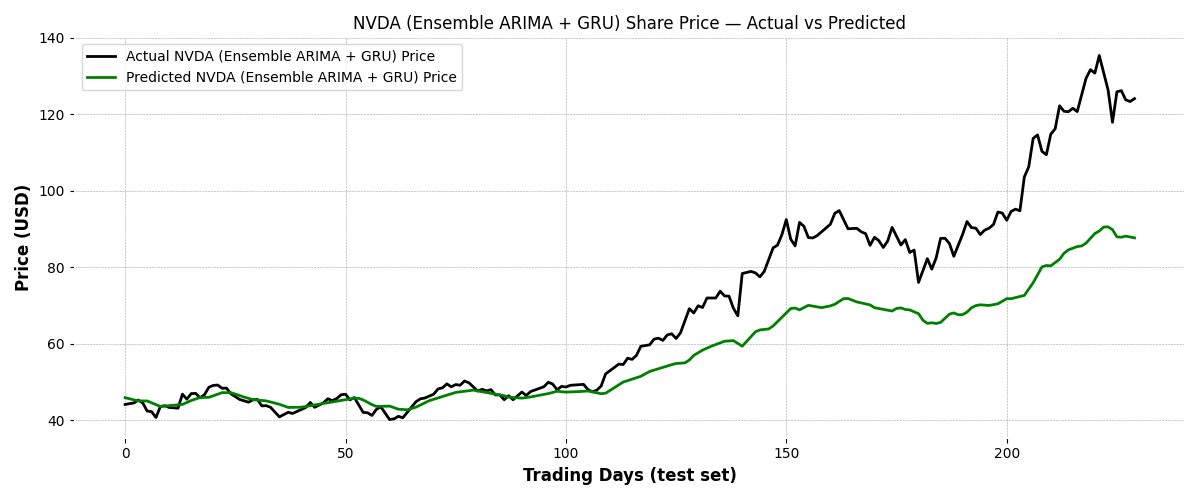 NVDA (Ensemble ARIMA + GRU) Share Price — Actual vs Predicted
Actual NVDA (Ensemble ARIMA + GRU) Price
Predicted NVDA (Ensemble ARIMA + GRU) Price
Price (USD)
140
120
100
80
60
40
0 50 100 150 200
Trading Days (test set)